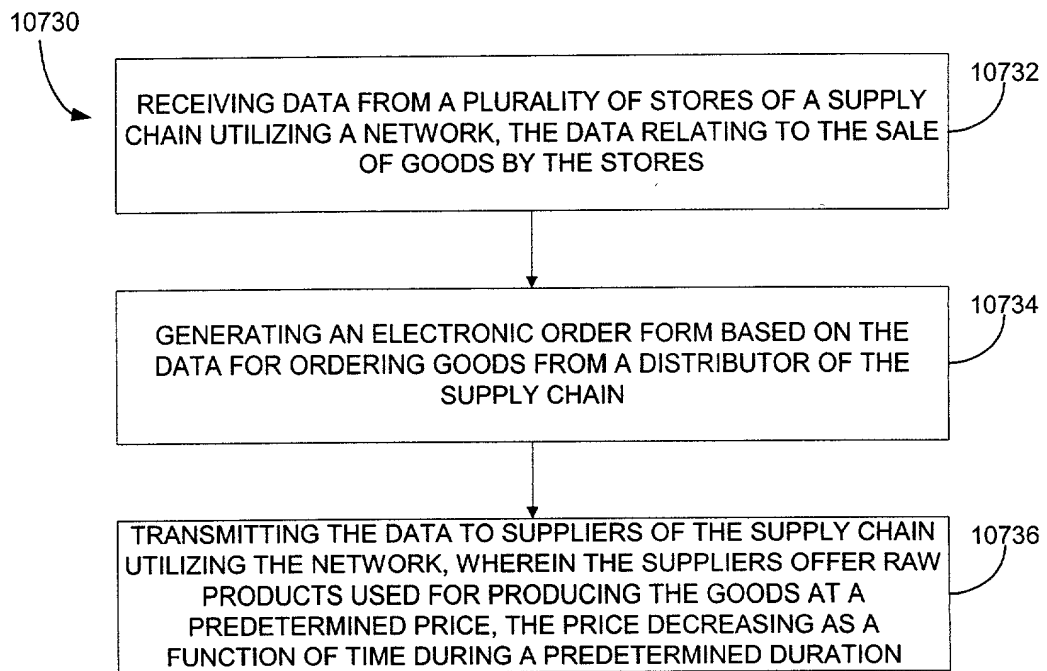 10730
10732
RECEIVING DATA FROM A PLURALITY OF STORES OF A SUPPLY
CHAIN UTILIZING A NETWORK, THE DATA RELATING TO THE SALE
OF GOODS BY THE STORES
10734
GENERATING AN ELECTRONIC ORDER FORM BASED ON THE
DATA FOR ORDERING GOODS FROM A DISTRIBUTOR OF THE
SUPPLY CHAIN
10736
TRANSMITTING THE DATA TO SUPPLIERS OF THE SUPPLY CHAIN
UTILIZING THE NETWORK, WHEREIN THE SUPPLIERS OFFER RAW
PRODUCTS USED FOR PRODUCING THE GOODS AT A
PREDETERMINED PRICE, THE PRICE DECREASING AS A
FUNCTION OF TIME DURING A PREDETERMINED DURATION